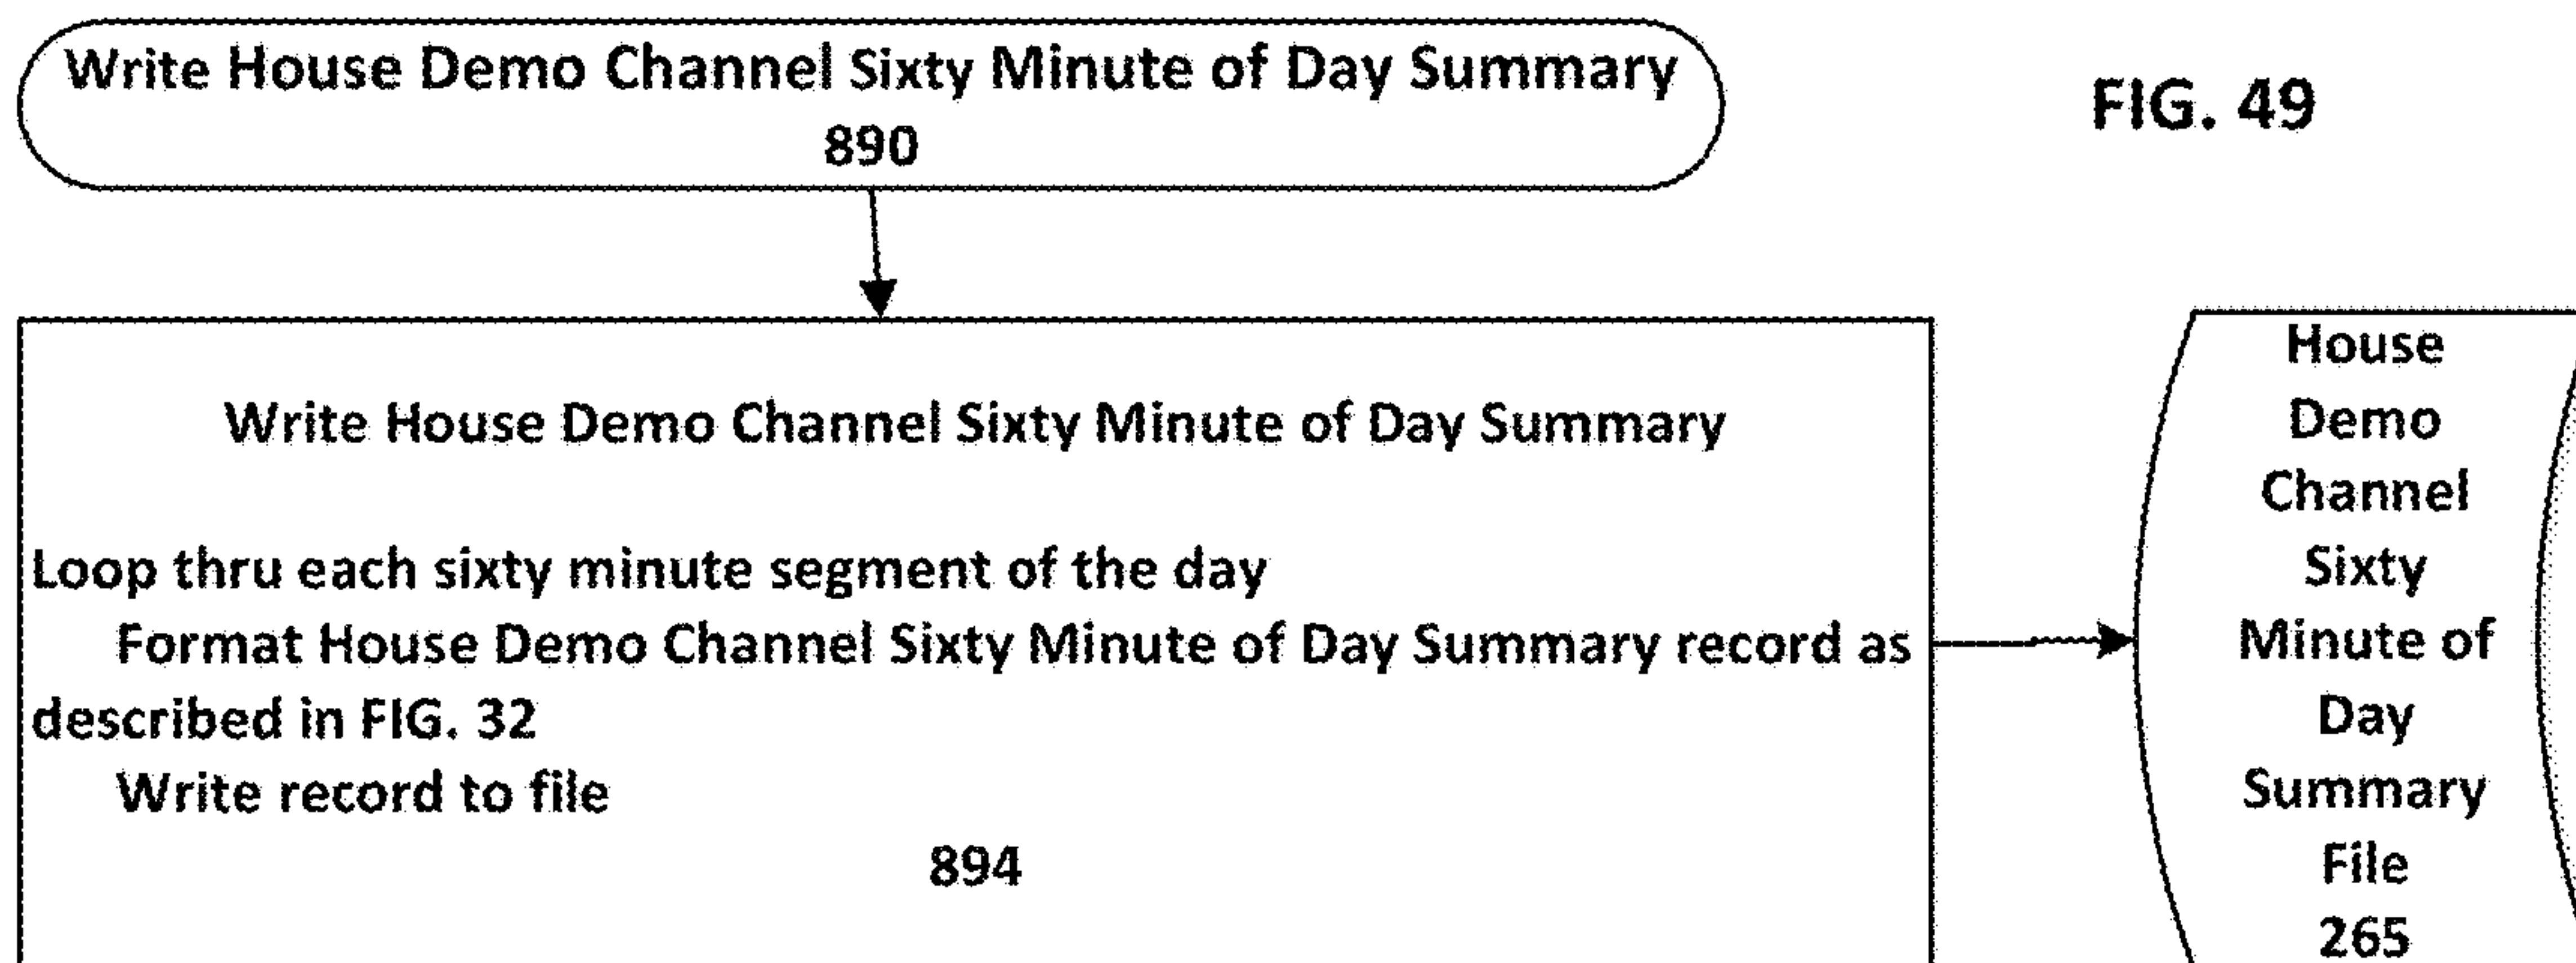 Write House Demo Channel Sixty Minute of Day Summary
890
FIG. 49
Write House Demo Channel Sixty Minute of Day Summary
Loop thru each sixty minute segment of the day
Format House Demo Channel Sixty Minute of Day Summary record as
described in FIG. 32
Write record to file
894
House
Demo
Channel
Sixty
Minute of
Day
Summary
File
265